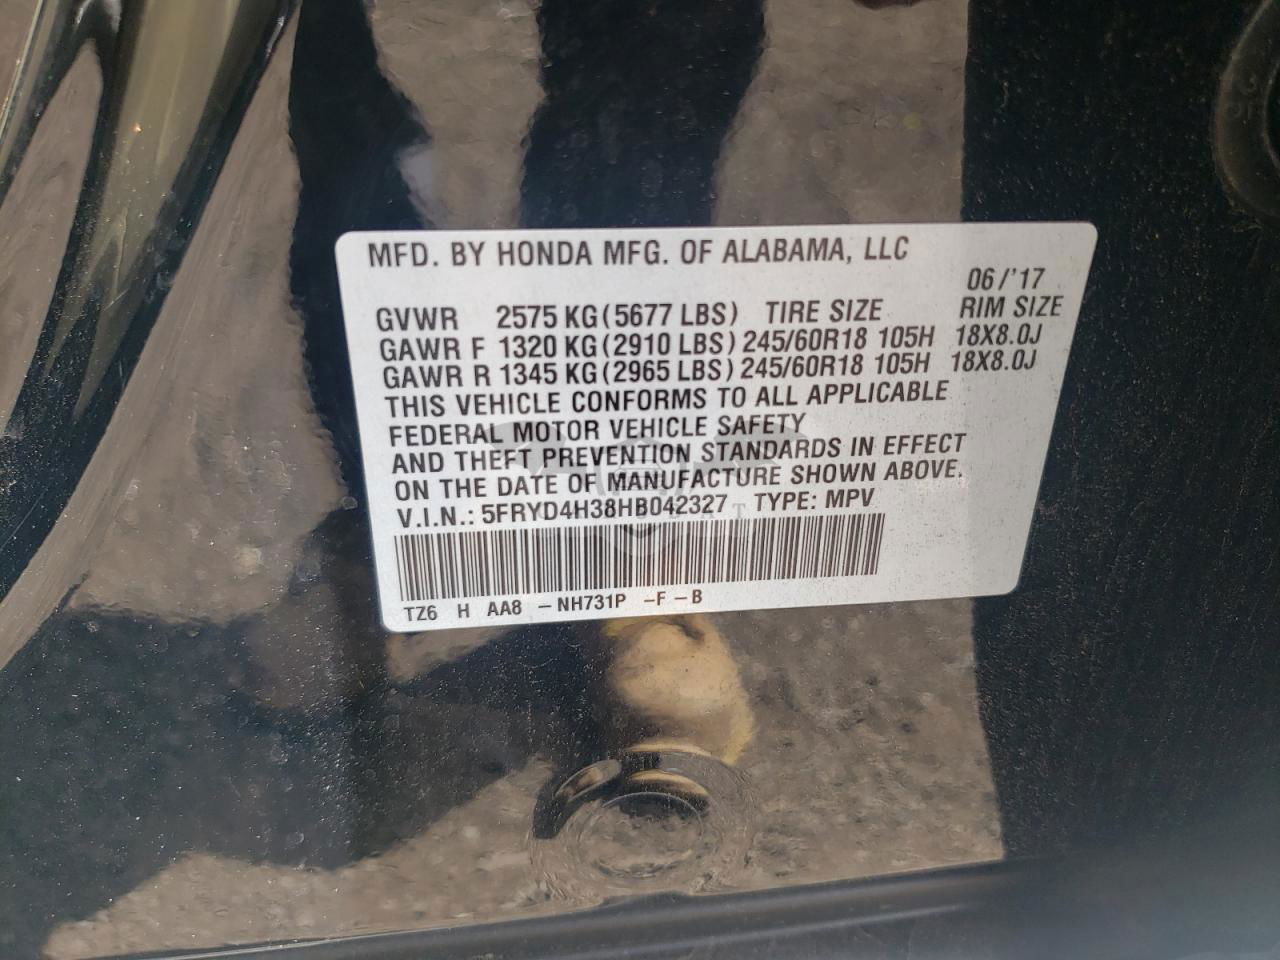 MFD. BY HONDA MFG. OF ALABAMA, LLC
06/'17
GVWR 2575 KG(5677 LBS) TIRE SIZE RIM SIZE
GAWR F 1320 KG(2910 LBS) 245/60R18 105H 18X8.0J
GAWR R 1345 KG(2965 LBS) 245/60R18 105H 18X8.0J
THIS VEHICLE CONFORMS TO ALL APPLICABLE
FEDERAL MOTOR VEHICLE SAFETY
AND THEFT PREVENTION STANDARDS IN EFFECT
ON THE DATE OF MANUFACTURE SHOWN ABOVE.
V.I.N.: 5FRYD4H38HB042327 TYPE: MPV
TZ6 H AA8 -NH731P -F-B